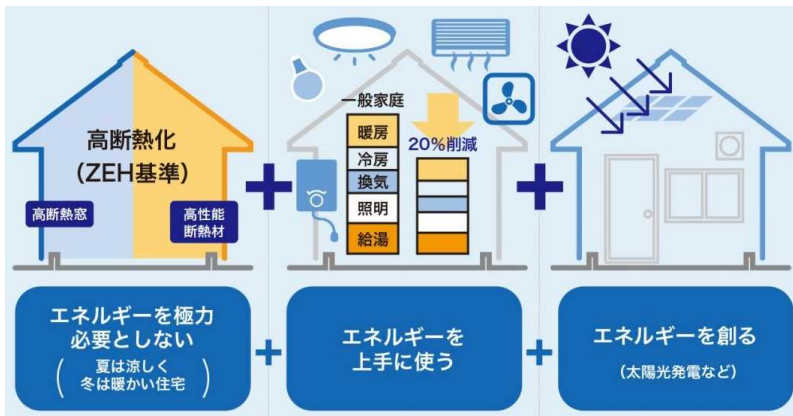 高断熱化
（ZEH基準）
高断熱窓
高性能
断熱材
一般家庭
暖房
冷房
換気
照明
給湯
20%削減
エネルギーを極力
必要としない
（夏は涼しく
冬は暖かい住宅）
エネルギーを
上手に使う
エネルギーを創る
（太陽光発電など）